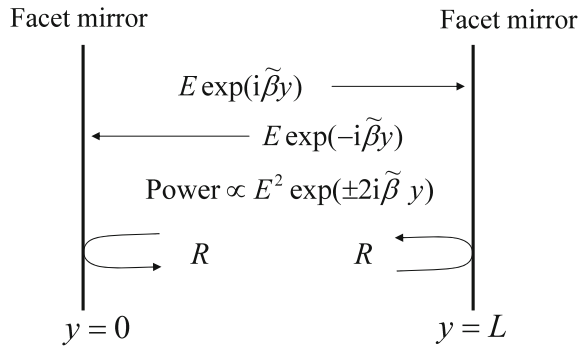 Facet mirror Facet mirror
E exp(iβ̃y)
E exp(−iβ̃y)
Power ∝ E² exp(±2iβ̃ y)
R R
y = 0 y = L